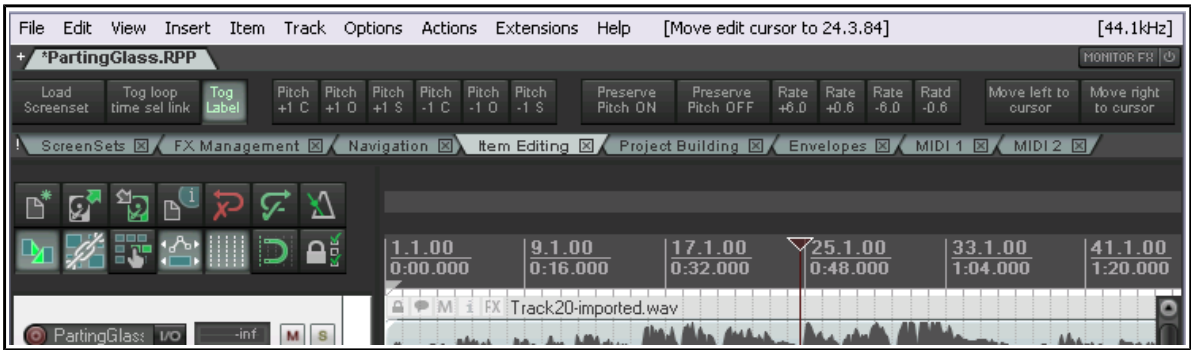 File Edit View Insert Item Track Options Actions Extensions Help [Move edit cursor to 24.3.84] [44.1kHz]
+ *PartingGlass.RPP MONITOR FX
Load Screenset Tog loop time sel link Tog Label Pitch +1 C Pitch +1 O Pitch +1 S Pitch -1 C Pitch -1 O Pitch -1 S Preserve Pitch ON Preserve Pitch OFF Rate +6.0 Rate +0.6 Rate -6.0 Ratd -0.6 Move left to cursor Move right to cursor
! ScreenSets FX Management Navigation Item Editing Project Building Envelopes MIDI 1 MIDI 2
1.1.00 9.1.00 17.1.00 25.1.00 33.1.00 41.1.00
0:00.000 0:16.000 0:32.000 0:48.000 1:04.000 1:20.000
M i FX Track20-imported.wav
PartingGlass I/O -inf M S